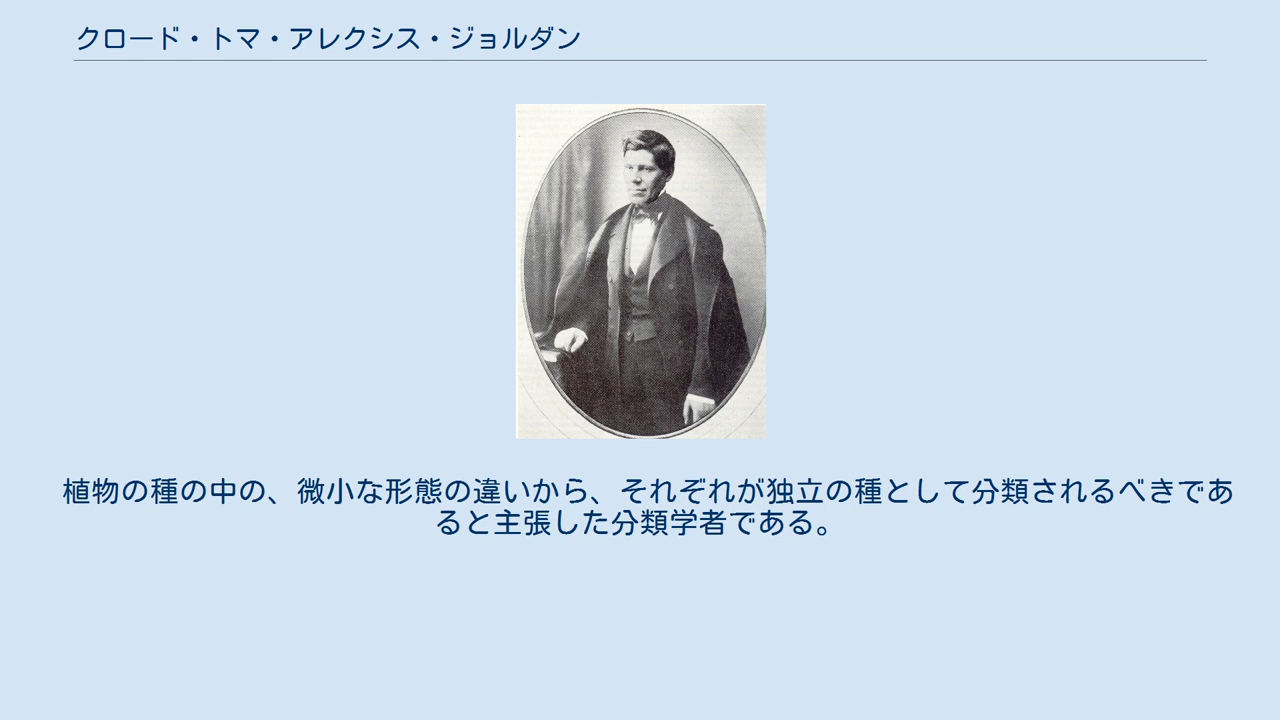 クロード・トマ・アレクシス・ジョルダン
植物の種の中の、微小な形態の違いから、それぞれが独立の種として分類されるべきであ
ると主張した分類学者である。